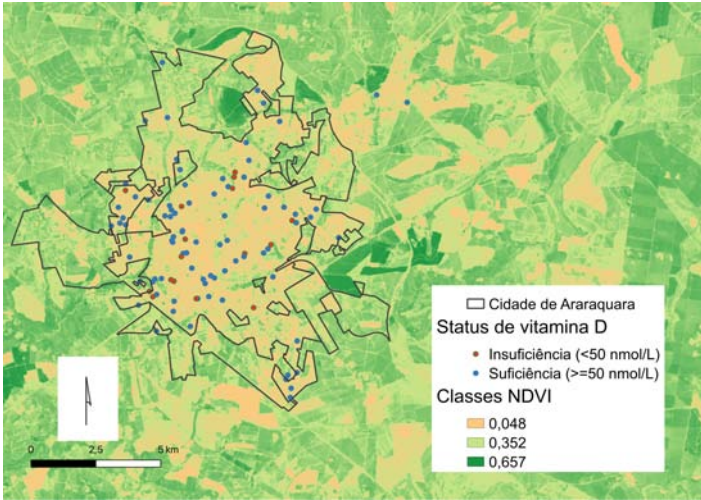 Cidade de Araraquara
Status de vitamina D
Insuficiência (<50 nmol/L)
Suficiência (>=50 nmol/L)
Classes NDVI
0,048
0,352
0,657
0 2,5 5 km